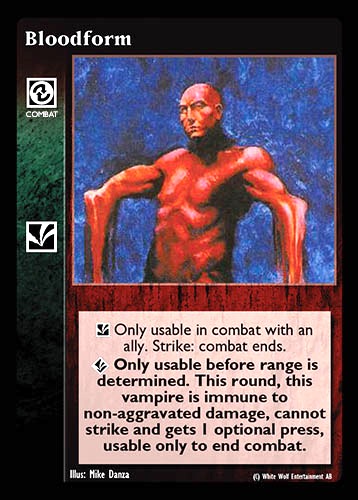 Bloodform
COMBAT
Only usable in combat with an
ally. Strike: combat ends.
Only usable before range is
determined. This round, this
vampire is immune to
non-aggravated damage, cannot
strike and gets 1 optional press,
usable only to end combat.
Illus: Mike Danza
(C) White Wolf Entertainment AB